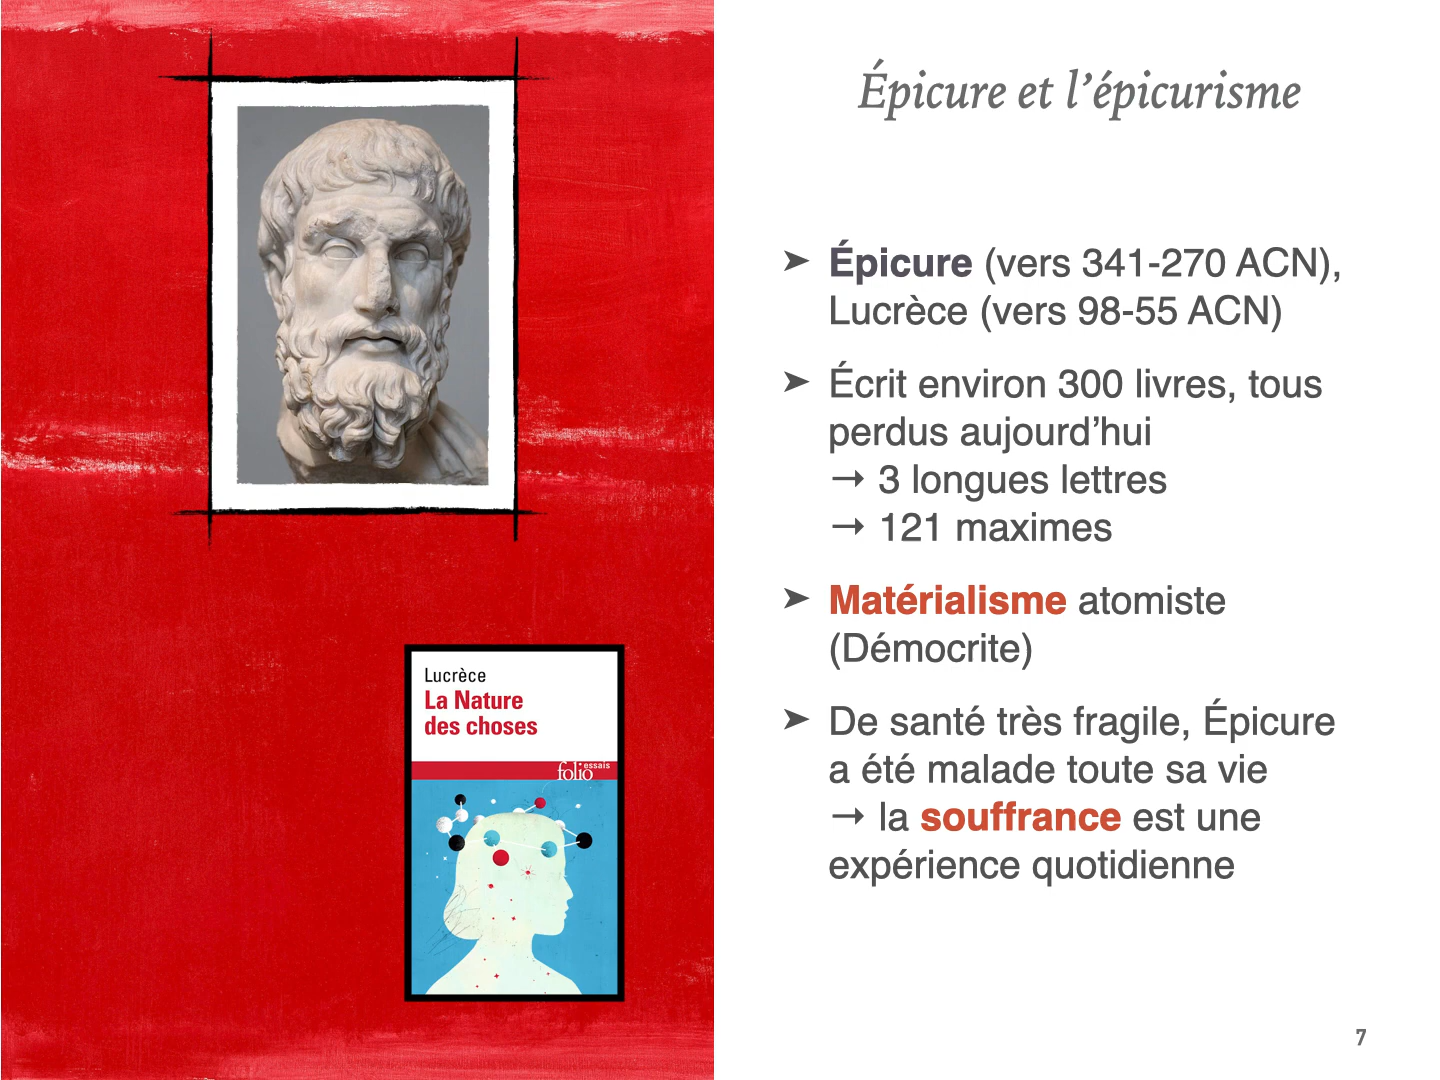 Épicure et l’épicurisme
➤ Épicure (vers 341-270 ACN),
Lucrèce (vers 98-55 ACN)
➤ Écrit environ 300 livres, tous
perdus aujourd’hui
→ 3 longues lettres
→ 121 maximes
➤ Matérialisme atomiste
(Démocrite)
➤ De santé très fragile, Épicure
a été malade toute sa vie
→ la souffrance est une
expérience quotidienne
Lucrèce
La Nature
des choses
folio essais
7